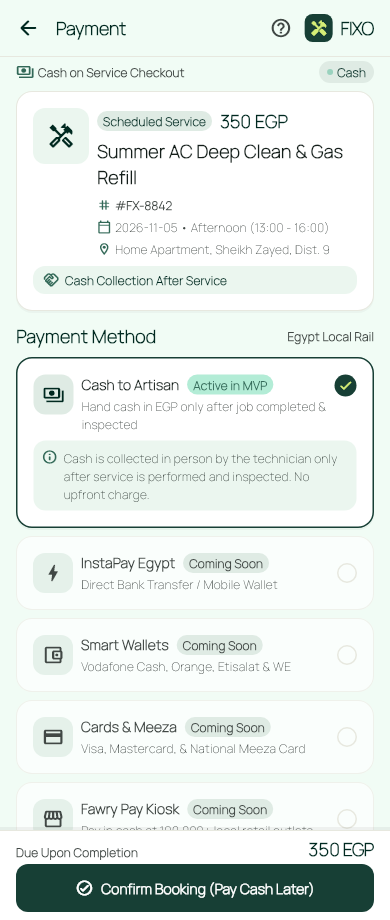 Payment
FIXO
Cash on Service Checkout
Cash
Scheduled Service
350 EGP
Summer AC Deep Clean & Gas
Refill
#FX-8842
2026-11-05 • Afternoon (13:00 - 16:00)
Home Apartment, Sheikh Zayed, Dist. 9
Cash Collection After Service
Payment Method
Egypt Local Rail
Cash to Artisan
Active in MVP
Hand cash in EGP only after job completed &
inspected
Cash is collected in person by the technician only
after service is performed and inspected. No
upfront charge.
InstaPay Egypt
Coming Soon
Direct Bank Transfer / Mobile Wallet
Smart Wallets
Coming Soon
Vodafone Cash, Orange, Etisalat & WE
Cards & Meeza
Coming Soon
Visa, Mastercard, & National Meeza Card
Fawry Pay Kiosk
Coming Soon
Due Upon Completion
350 EGP
Confirm Booking (Pay Cash Later)